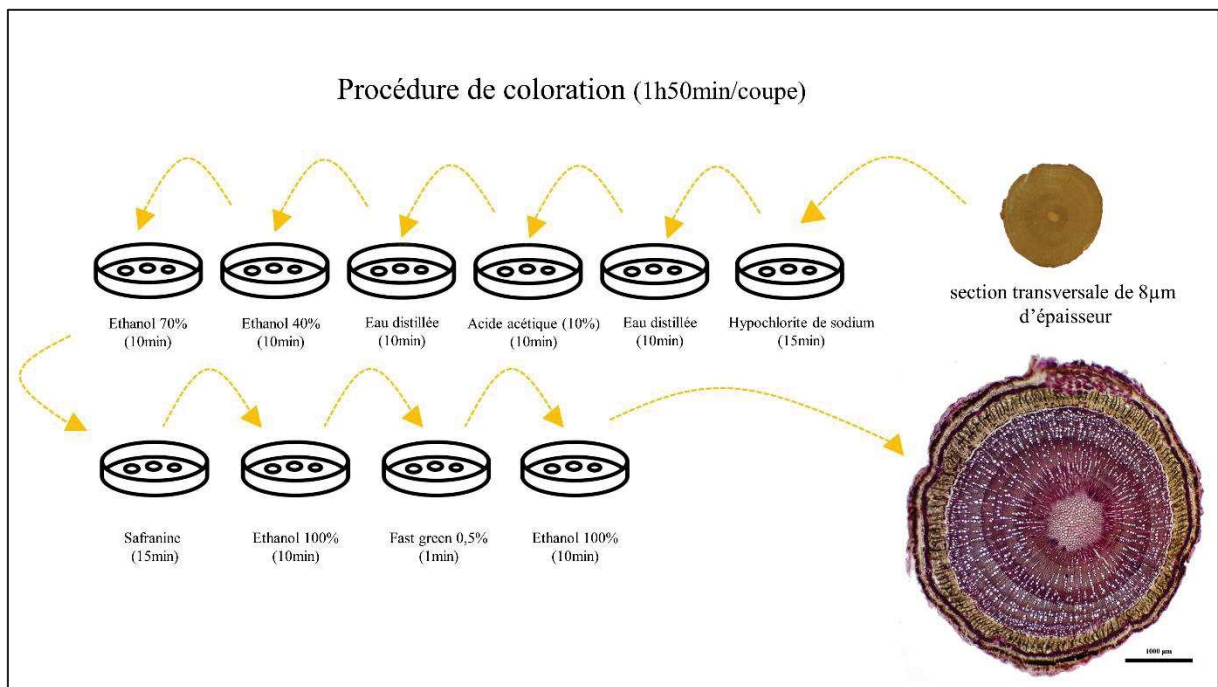 Procédure de coloration (1h50min/coupe)
Ethanol 70%
(10min)
Ethanol 40%
(10min)
Eau distillée
(10min)
Acide acétique (10%)
(10min)
Eau distillée
(10min)
Hypochlorite de sodium
(15min)
section transversale de 8µm
d’épaisseur
Safranine
(15min)
Ethanol 100%
(10min)
Fast green 0,5%
(1min)
Ethanol 100%
(10min)
1000 µm